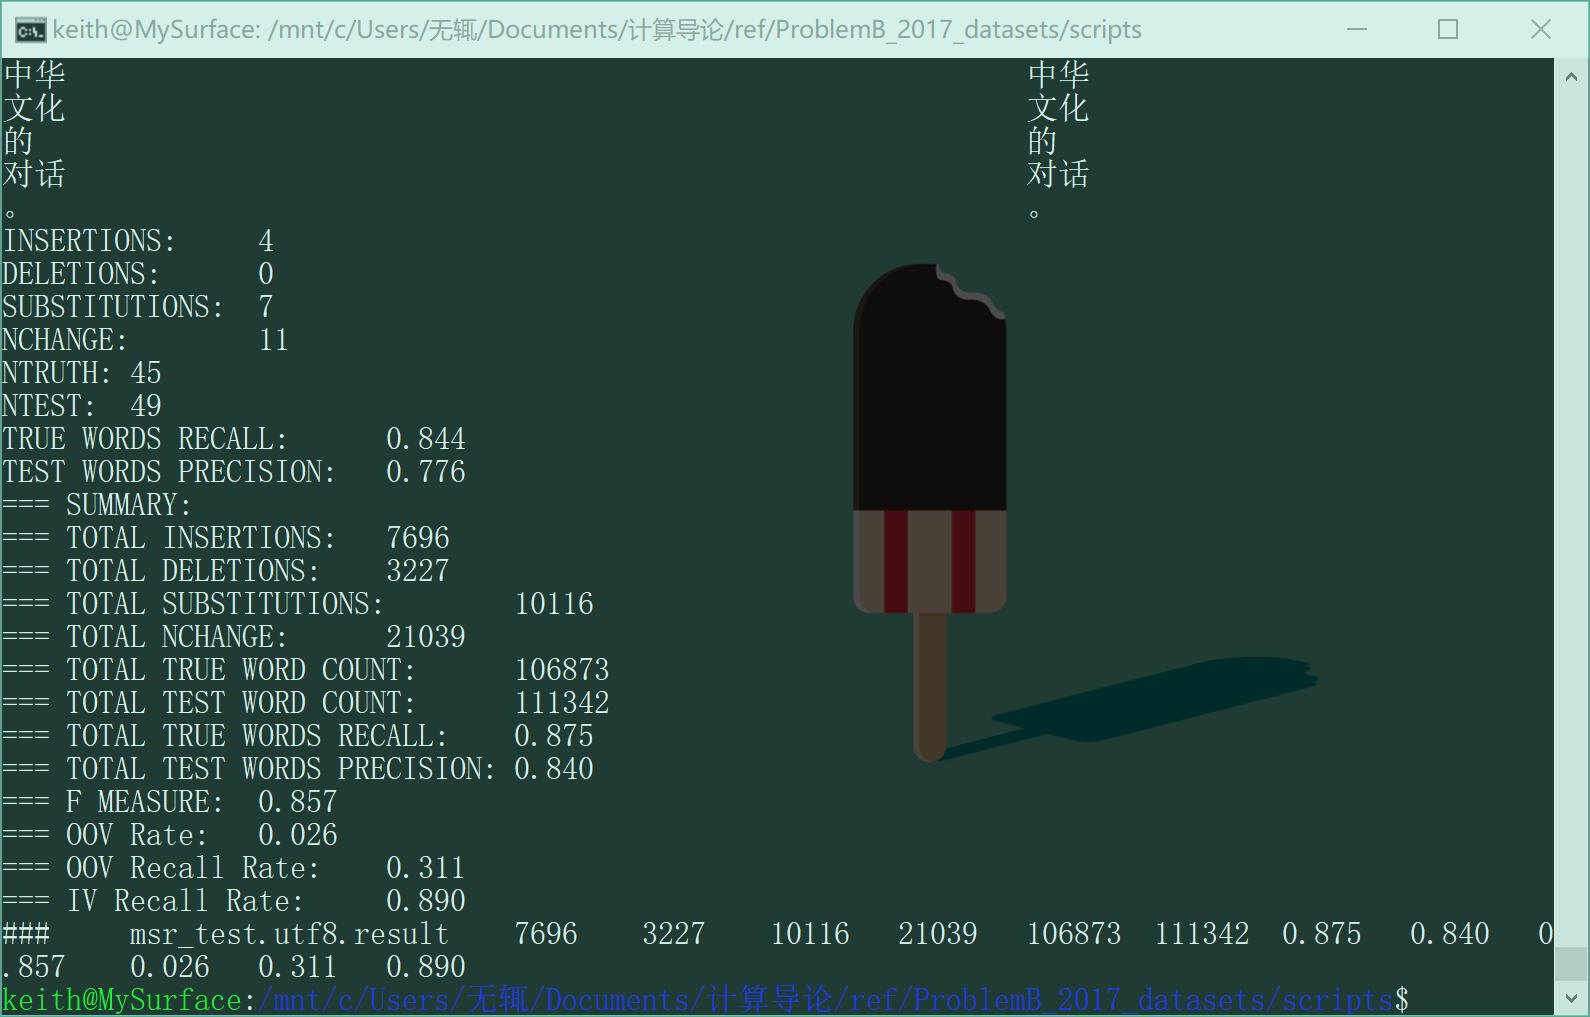 keith@MySurface: /mnt/c/Users/无辄/Documents/计算导论/ref/ProblemB_2017_datasets/scripts
中华 中华
文化 文化
的 的
对话 对话
。 。
INSERTIONS: 4
DELETIONS: 0
SUBSTITUTIONS: 7
NCHANGE: 11
NTRUTH: 45
NTEST: 49
TRUE WORDS RECALL: 0.844
TEST WORDS PRECISION: 0.776
=== SUMMARY:
=== TOTAL INSERTIONS: 7696
=== TOTAL DELETIONS: 3227
=== TOTAL SUBSTITUTIONS: 10116
=== TOTAL NCHANGE: 21039
=== TOTAL TRUE WORD COUNT: 106873
=== TOTAL TEST WORD COUNT: 111342
=== TOTAL TRUE WORDS RECALL: 0.875
=== TOTAL TEST WORDS PRECISION: 0.840
=== F MEASURE: 0.857
=== OOV Rate: 0.026
=== OOV Recall Rate: 0.311
=== IV Recall Rate: 0.890
### msr_test.utf8.result 7696 3227 10116 21039 106873 111342 0.875 0.840 0
.857 0.026 0.311 0.890
keith@MySurface:/mnt/c/Users/无辄/Documents/计算导论/ref/ProblemB_2017_datasets/scripts$